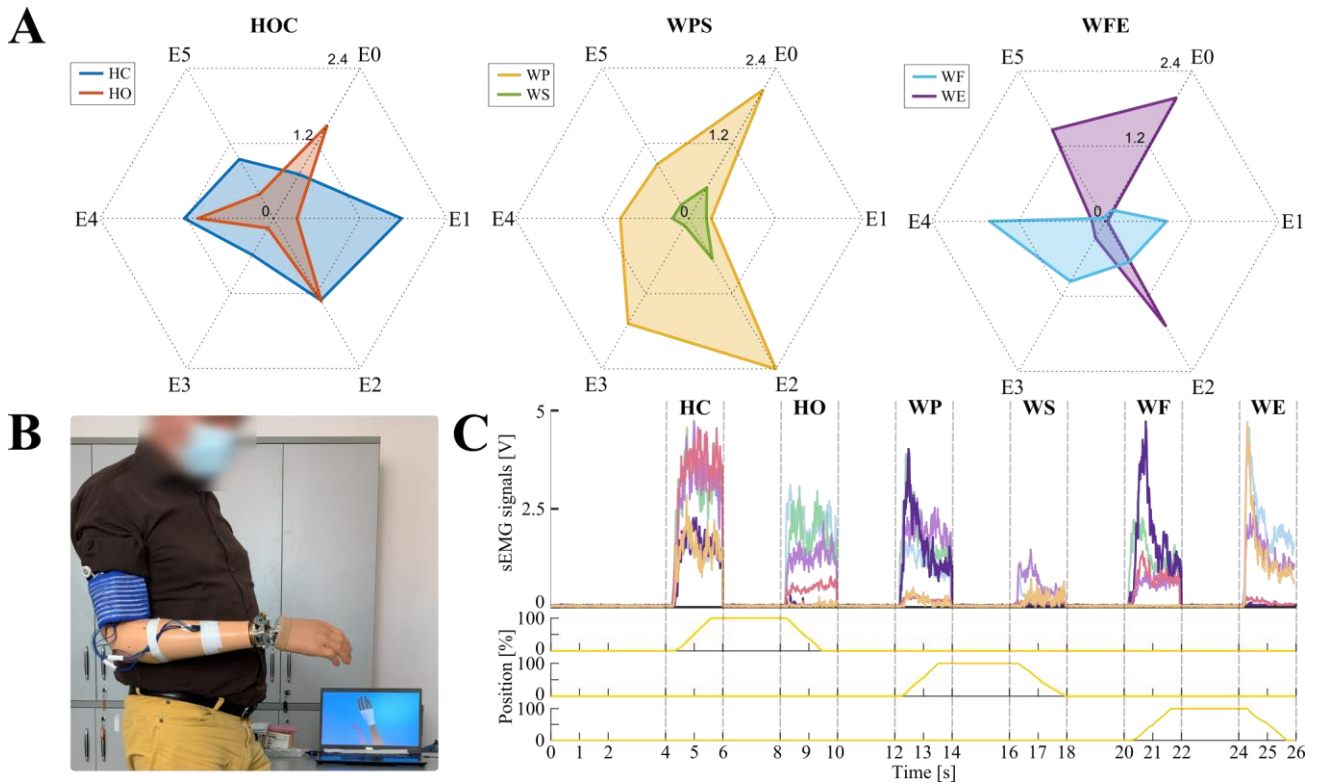 A
HOC
WPS
WFE
HC
HO
E5
2.4
E0
1.2
E4
0
E1
E3
E2
WP
WS
E5
2.4
E0
1.2
E4
0
E1
E3
E2
WF
WE
E5
2.4
E0
1.2
E4
0
E1
E3
E2
B
C
HC
HO
WP
WS
WF
WE
sEMG signals [V]
5
2.5
0
Position [%]
100
0
100
0
100
0
0 1 2 3 4 5 6 7 8 9 10 12 13 14 16 17 18 20 21 22 24 25 26
Time [s]